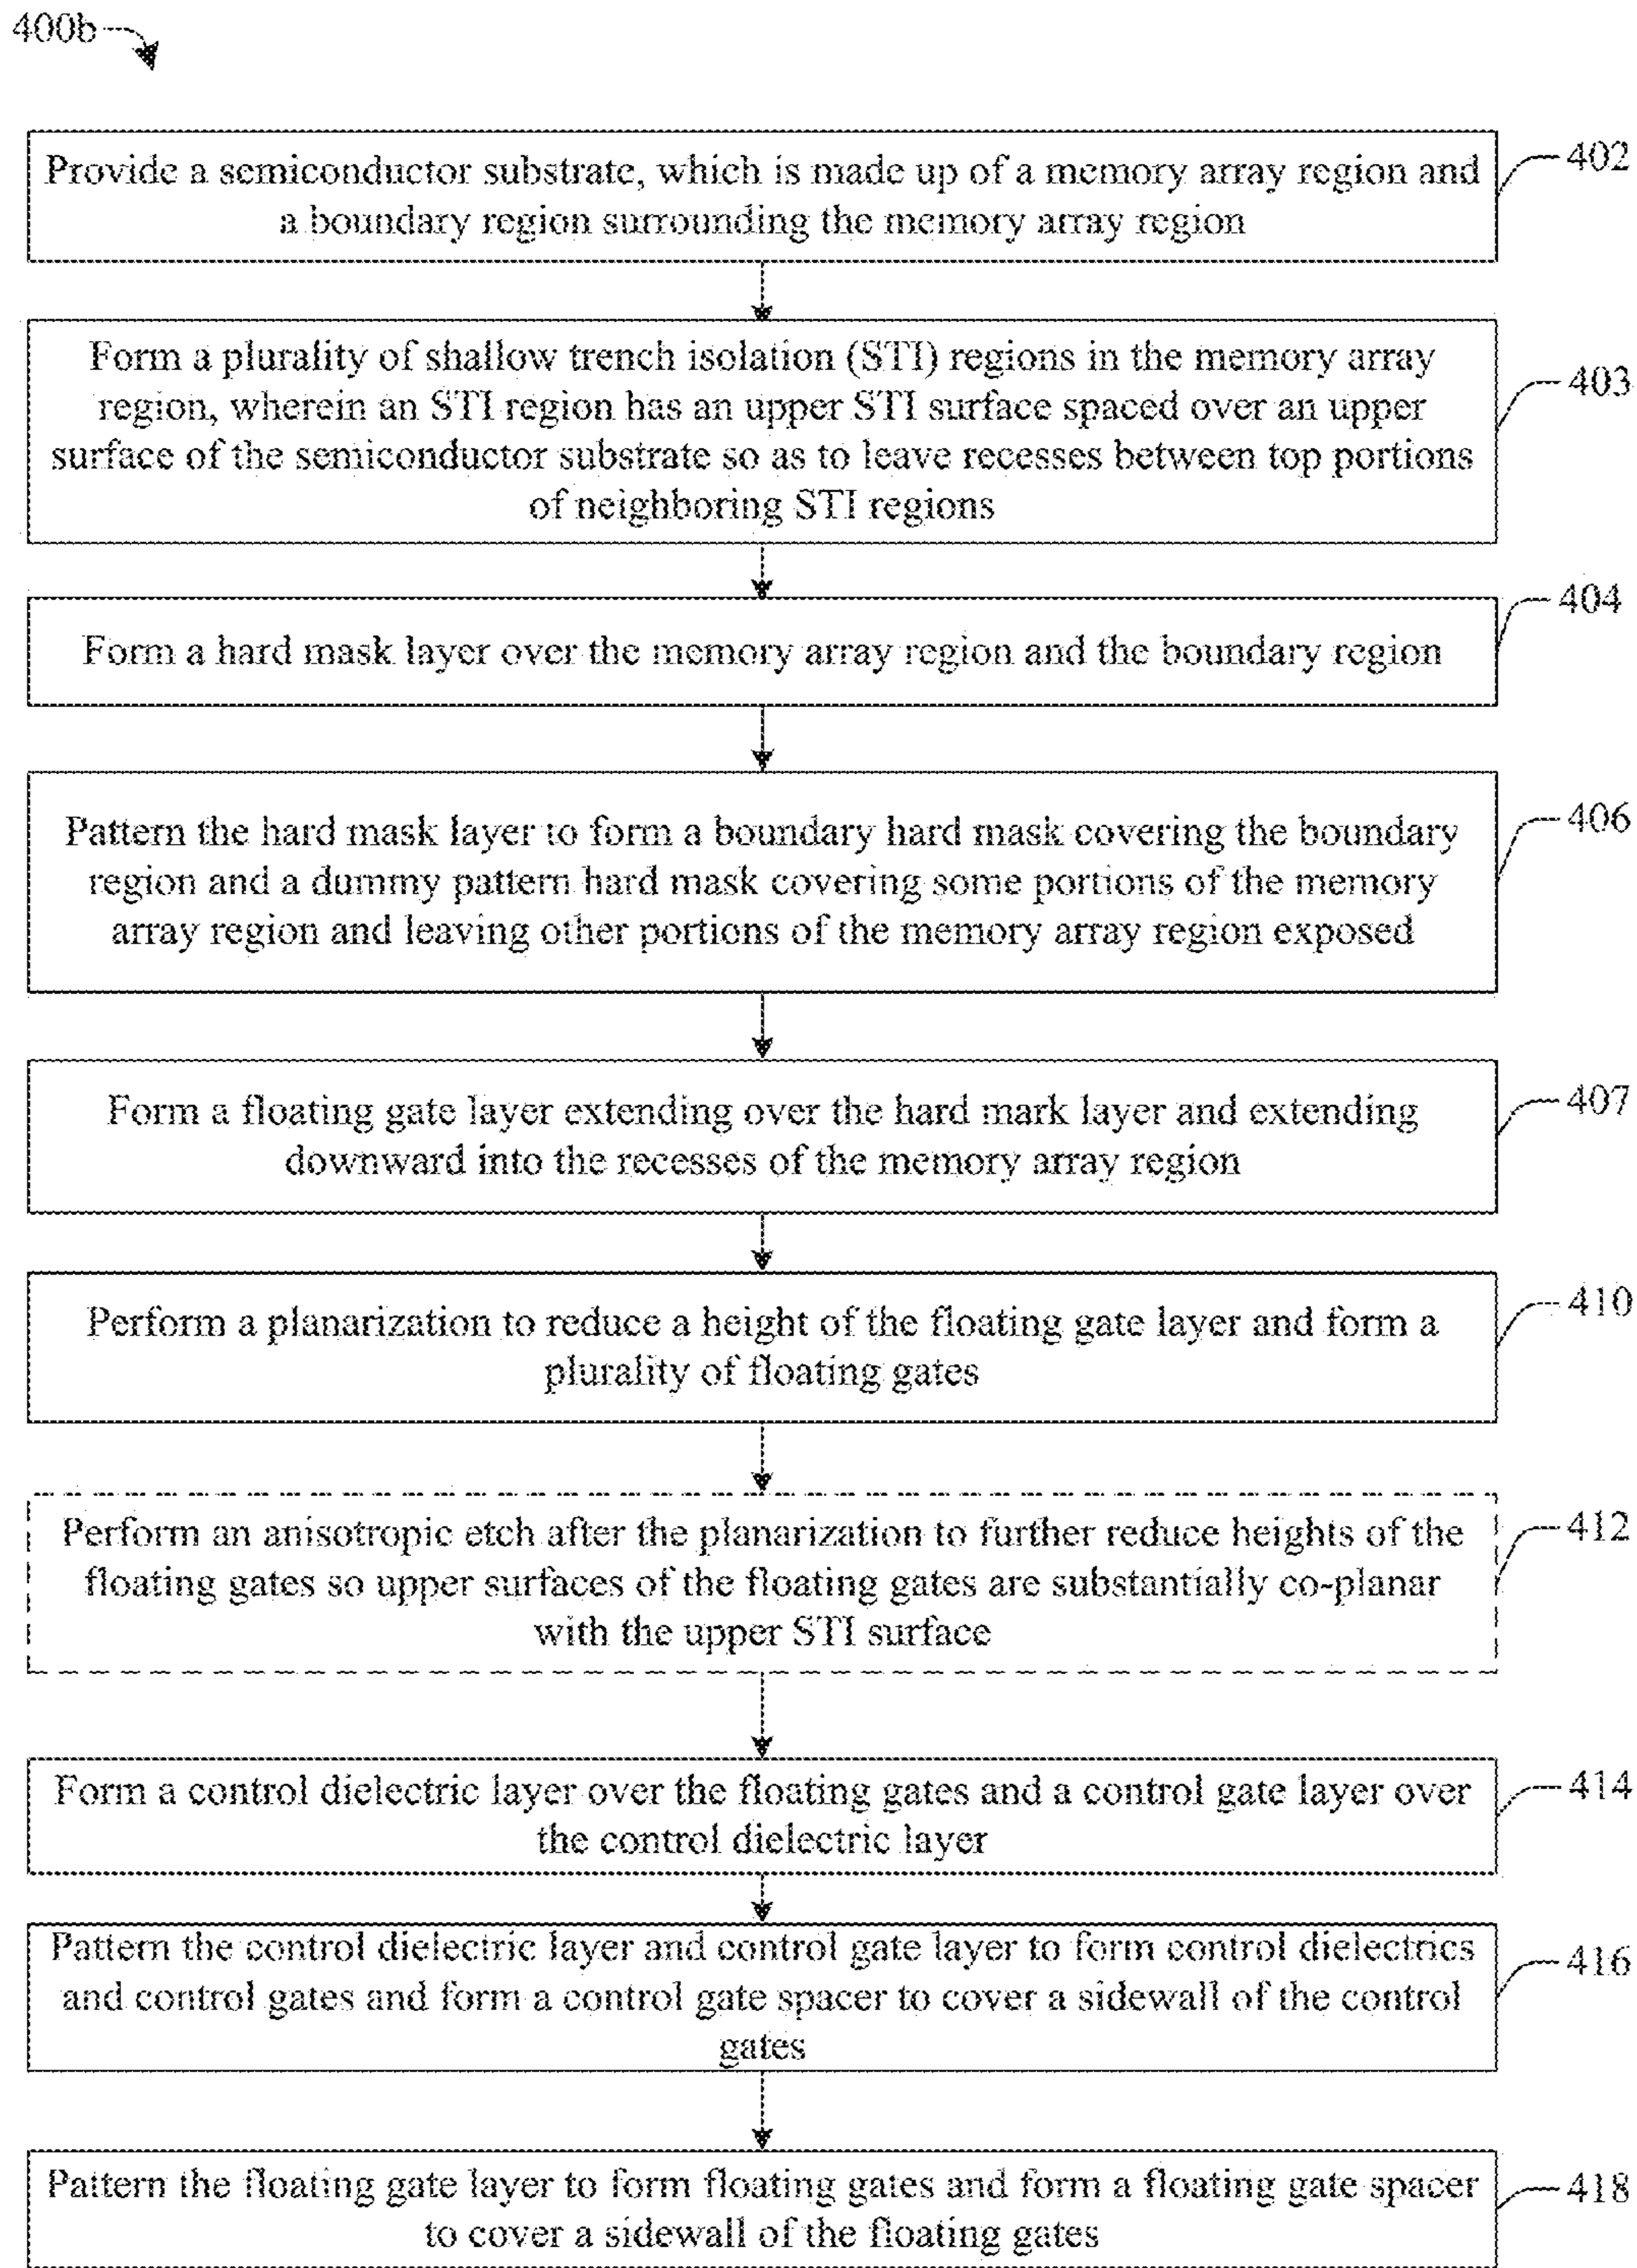 400b
Provide a semiconductor substrate, which is made up of a memory array region and
a boundary region surrounding the memory array region
402
Form a plurality of shallow trench isolation (STI) regions in the memory array
region, wherein an STI region has an upper STI surface spaced over an upper
surface of the semiconductor substrate so as to leave recesses between top portions
of neighboring STI regions
403
Form a hard mask layer over the memory array region and the boundary region
404
Pattern the hard mask layer to form a boundary hard mask covering the boundary
region and a dummy pattern hard mask covering some portions of the memory
array region and leaving other portions of the memory array region exposed
406
Form a floating gate layer extending over the hard mark layer and extending
downward into the recesses of the memory array region
407
Perform a planarization to reduce a height of the floating gate layer and form a
plurality of floating gates
410
Perform an anisotropic etch after the planarization to further reduce heights of the
floating gates so upper surfaces of the floating gates are substantially co-planar
with the upper STI surface
412
Form a control dielectric layer over the floating gates and a control gate layer over
the control dielectric layer
414
Pattern the control dielectric layer and control gate layer to form control dielectrics
and control gates and form a control gate spacer to cover a sidewall of the control
gates
416
Pattern the floating gate layer to form floating gates and form a floating gate spacer
to cover a sidewall of the floating gates
418